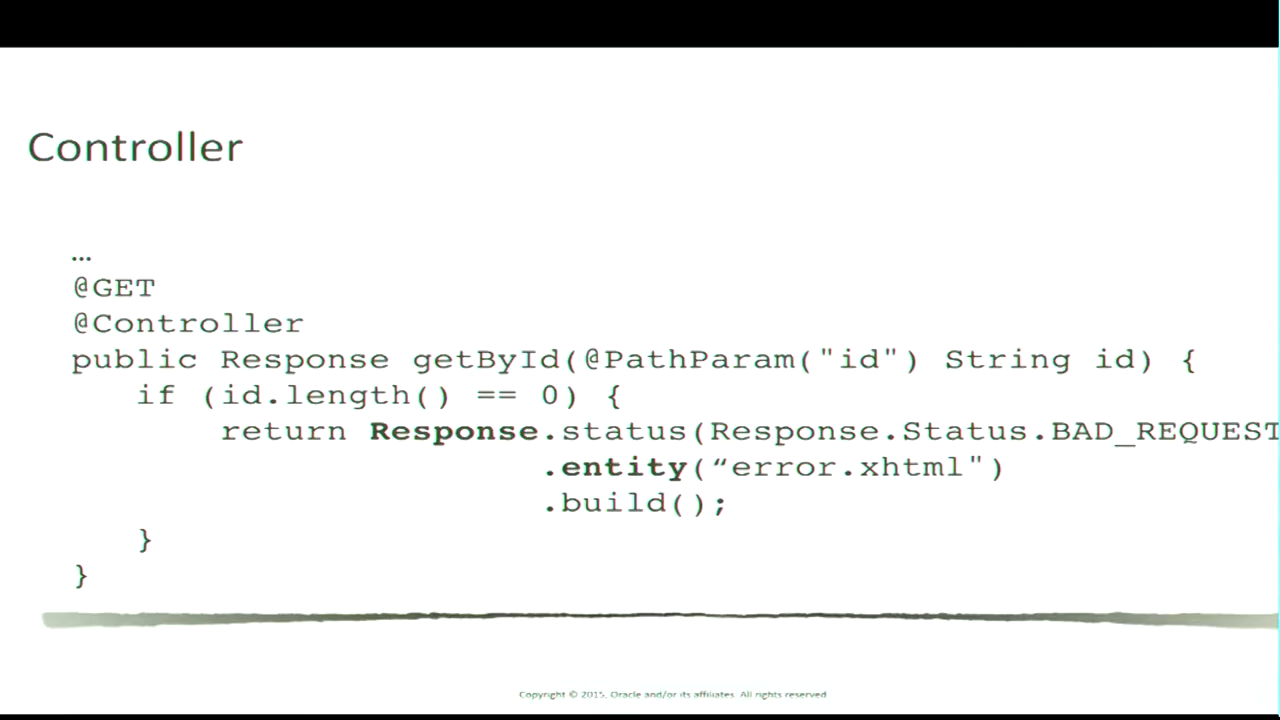 Controller
…
@GET
@Controller
public Response getById(@PathParam("id") String id) {
if (id.length() == 0) {
return Response.status(Response.Status.BAD_REQUEST
.entity(“error.xhtml")
.build();
}
}
Copyright © 2015, Oracle and/or its affiliates. All rights reserved